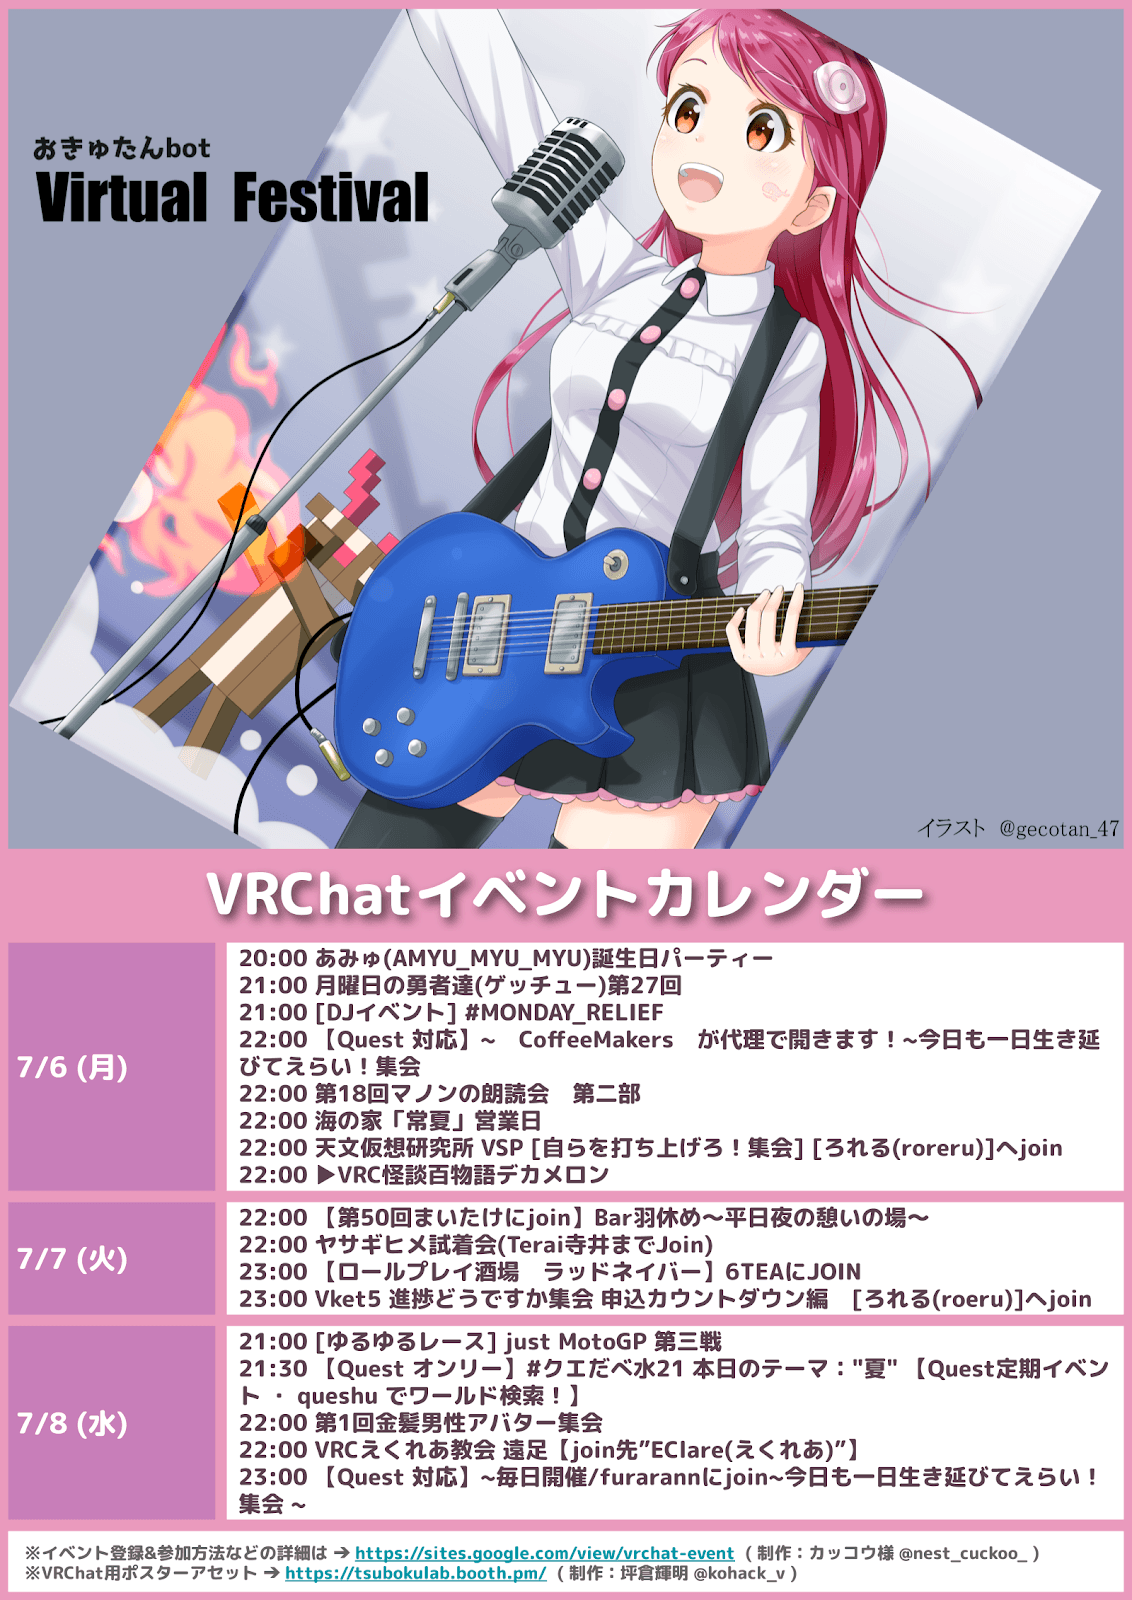 おきゅたんbot
Virtual Festival
イラスト @gecotan_47
VRChatイベントカレンダー
7/6 (月)
20:00 あみゅ(AMYU_MYU_MYU)誕生日パーティー
21:00 月曜日の勇者達(ゲッチュー)第27回
21:00 [DJイベント] #MONDAY_RELIEF
22:00 【Quest 対応】~　CoffeeMakers　が代理で開きます！~今日も一日生き延
びてえらい！集会
22:00 第18回マノンの朗読会　第二部
22:00 海の家「常夏」営業日
22:00 天文仮想研究所 VSP [自らを打ち上げろ！集会] [ろれる(roreru)]へjoin
22:00 ▶VRC怪談百物語デカメロン
7/7 (火)
22:00 【第50回まいたけにjoin】Bar羽休め～平日夜の憩いの場～
22:00 ヤサギヒメ試着会(Terai寺井までJoin)
23:00 【ロールプレイ酒場　ラッドネイバー】6TEAにJOIN
23:00 Vket5 進捗どうですか集会 申込カウントダウン編　[ろれる(roeru)]へjoin
7/8 (水)
21:00 [ゆるゆるレース] just MotoGP 第三戦
21:30 【Quest オンリー】#クエだべ水21 本日のテーマ："夏" 【Quest定期イベン
ト ・ queshu でワールド検索！】
22:00 第1回金髪男性アバター集会
22:00 VRCえくれあ教会 遠足【join先”EClare(えくれあ)”】
23:00 【Quest 対応】~毎日開催/furarannにjoin~今日も一日生き延びてえらい！
集会 ~
※イベント登録&参加方法などの詳細は ➔ https://sites.google.com/view/vrchat-event ( 制作：カッコウ様 @nest_cuckoo_ )
※VRChat用ポスターアセット ➔ https://tsubokulab.booth.pm/ ( 制作：坪倉輝明 @kohack_v )